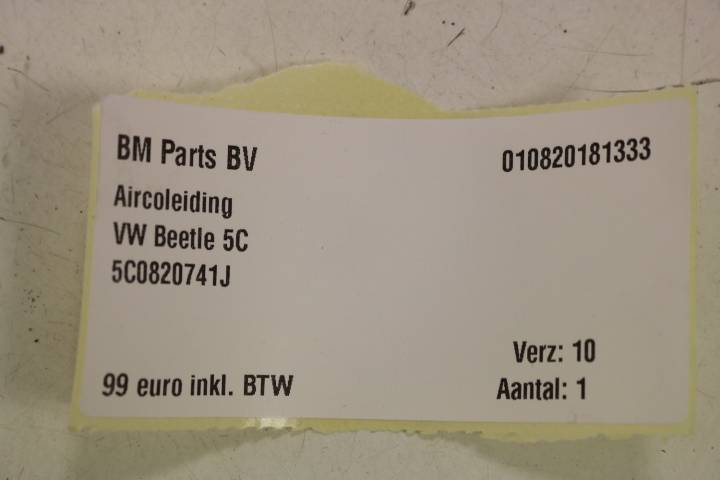 BM Parts BV
010820181333
Aircoleiding
VW Beetle 5C
5C0820741J
Verz: 10
99 euro inkl. BTW
Aantal: 1